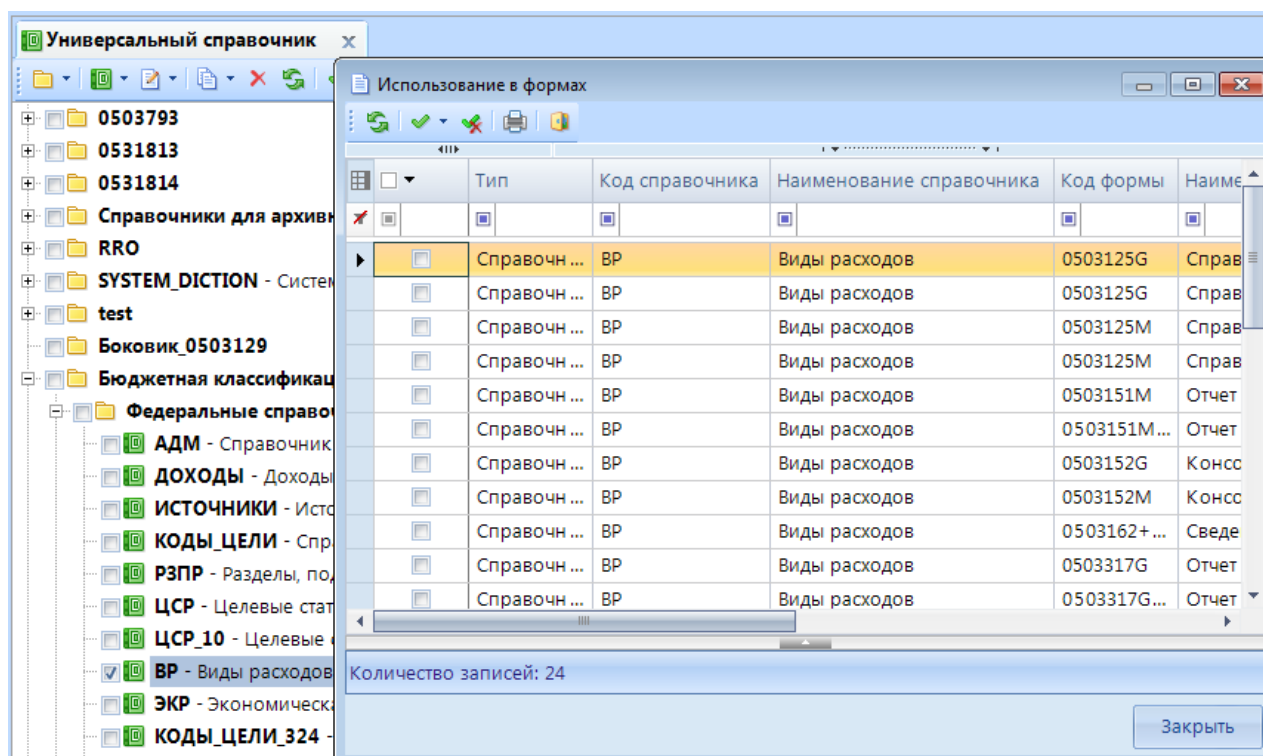 Универсальный справочник
0503793
0531813
0531814
Справочники для архивн
RRO
SYSTEM_DICTION - Систем
test
Боковик_0503129
Бюджетная классификац
Федеральные справо
АДМ - Справочник
ДОХОДЫ - Доходы
ИСТОЧНИКИ - Исто
КОДЫ_ЦЕЛИ - Спр
РЗПР - Разделы, по
ЦСР - Целевые стат
ЦСР_10 - Целевые
ВР - Виды расходов
ЭКР - Экономическа
КОДЫ_ЦЕЛИ_324 -
Использование в формах
Тип Код справочника Наименование справочника Код формы Наиме
Справочн ... ВР Виды расходов 0503125G Справ
Справочн ... ВР Виды расходов 0503125G Справ
Справочн ... ВР Виды расходов 0503125M Справ
Справочн ... ВР Виды расходов 0503125M Справ
Справочн ... ВР Виды расходов 0503151M Отчет
Справочн ... ВР Виды расходов 0503151M... Отчет
Справочн ... ВР Виды расходов 0503152G Консо
Справочн ... ВР Виды расходов 0503152M Консо
Справочн ... ВР Виды расходов 0503162+... Сведе
Справочн ... ВР Виды расходов 0503317G Отчет
Справочн ... ВР Виды расходов 0503317G... Отчет
Количество записей: 24
Закрыть